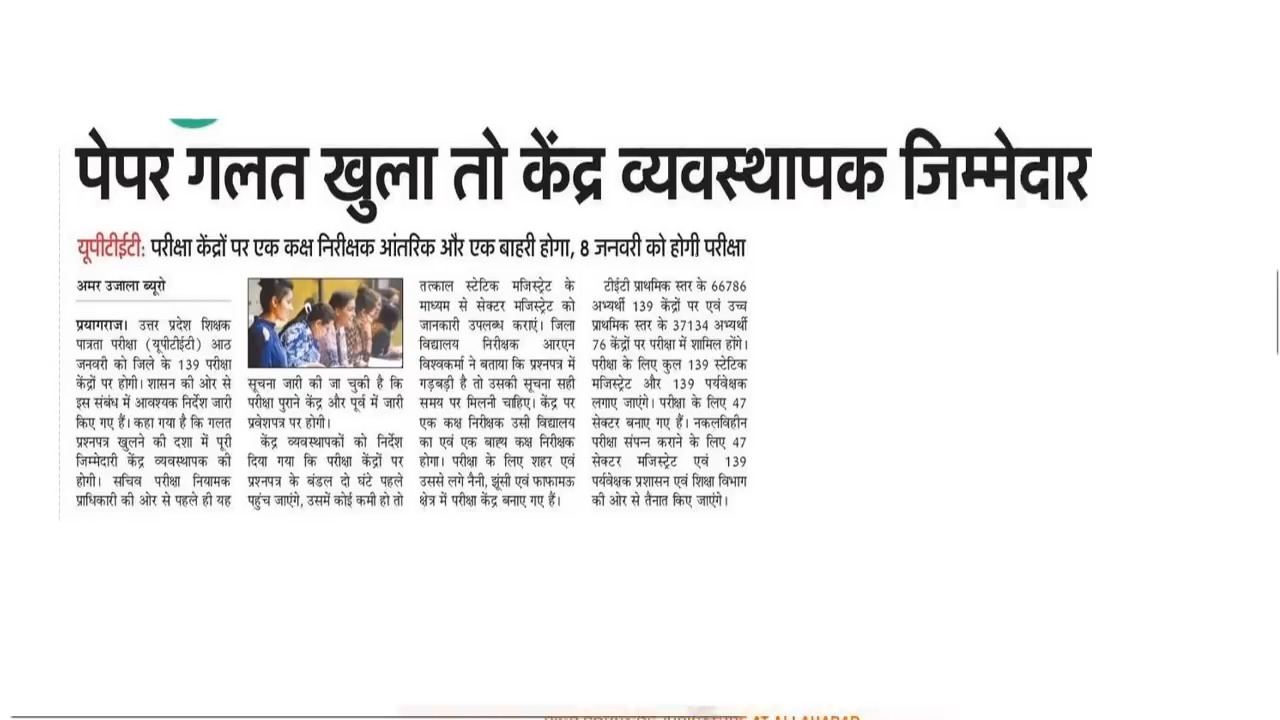 पेपर गलत खुला तो केंद्र व्यवस्थापक जिम्मेदार
यूपीटीईटी: परीक्षा केंद्रों पर एक कक्ष निरीक्षक आंतरिक और एक बाहरी होगा, 8 जनवरी को होगी परीक्षा
अमर उजाला ब्यूरो
प्रयागराज। उत्तर प्रदेश शिक्षक
पात्रता परीक्षा (यूपीटीईटी) आठ
जनवरी को जिले के 139 परीक्षा
केंद्रों पर होगी। शासन की ओर से
इस संबंध में आवश्यक निर्देश जारी
किए गए हैं। कहा गया है कि गलत
प्रश्नपत्र खुलने की दशा में पूरी
जिम्मेदारी केंद्र व्यवस्थापक की
होगी। सचिव परीक्षा नियामक
प्राधिकारी की ओर से पहले ही यह
सूचना जारी की जा चुकी है कि
परीक्षा पुराने केंद्र और पूर्व में जारी
प्रवेशपत्र पर होगी।
केंद्र व्यवस्थापकों को निर्देश
दिया गया कि परीक्षा केंद्रों पर
प्रश्नपत्र के बंडल दो घंटे पहले
पहुंच जाएंगे, उसमें कोई कमी हो तो
तत्काल स्टेटिक मजिस्ट्रेट के
माध्यम से सेक्टर मजिस्ट्रेट को
जानकारी उपलब्ध कराएं। जिला
विद्यालय निरीक्षक आरएन
विश्वकर्मा ने बताया कि प्रश्नपत्र में
गड़बड़ी है तो उसकी सूचना सही
समय पर मिलनी चाहिए। केंद्र पर
एक कक्ष निरीक्षक उसी विद्यालय
का एवं एक बाह्य कक्ष निरीक्षक
होगा। परीक्षा के लिए शहर एवं
उससे लगे नैनी, झूंसी एवं फाफामऊ
क्षेत्र में परीक्षा केंद्र बनाए गए हैं।
टीईटी प्राथमिक स्तर के 66786
अभ्यर्थी 139 केंद्रों पर एवं उच्च
प्राथमिक स्तर के 37134 अभ्यर्थी
76 केंद्रों पर परीक्षा में शामिल होंगे।
परीक्षा के लिए कुल 139 स्टेटिक
मजिस्ट्रेट और 139 पर्यवेक्षक
लगाए जाएंगे। परीक्षा के लिए 47
सेक्टर बनाए गए हैं। नकलविहीन
परीक्षा संपन्न कराने के लिए 47
सेक्टर मजिस्ट्रेट एवं 139
पर्यवेक्षक प्रशासन एवं शिक्षा विभाग
की ओर से तैनात किए जाएंगे।
AT ALLAHABAD